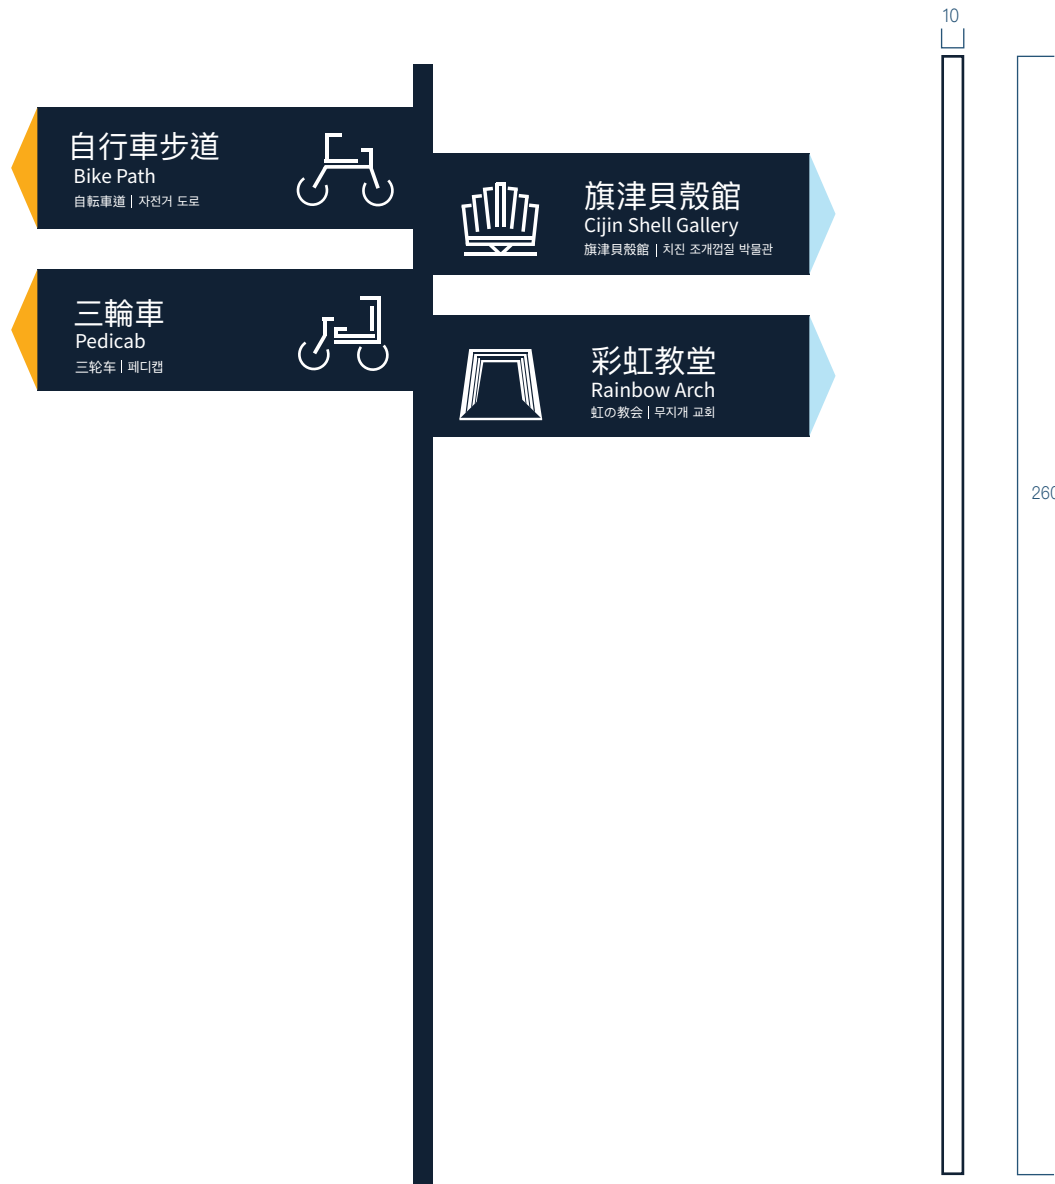 自行車步道
Bike Path
自転車道 | 자전거 도로
三輪車
Pedicab
三轮车 | 페디캡
旗津貝殼館
Cijin Shell Gallery
旗津貝殻館 | 치진 조개껍질 박물관
彩虹教堂
Rainbow Arch
虹の教会 | 무지개 교회
10
260